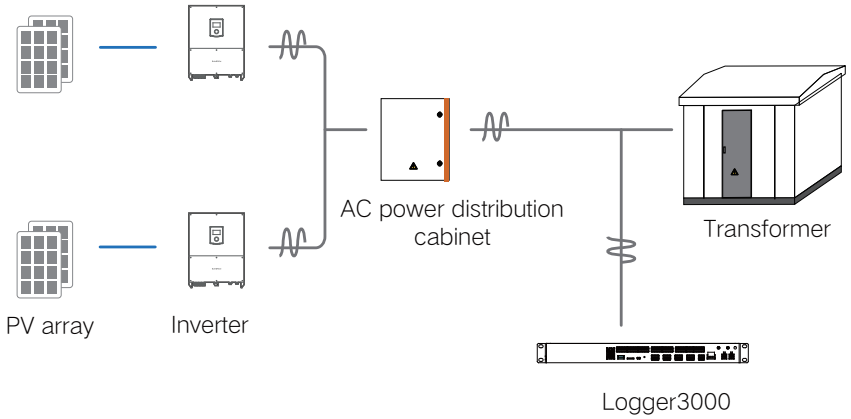 AC power distribution
cabinet
Transformer
PV array
Inverter
Logger3000